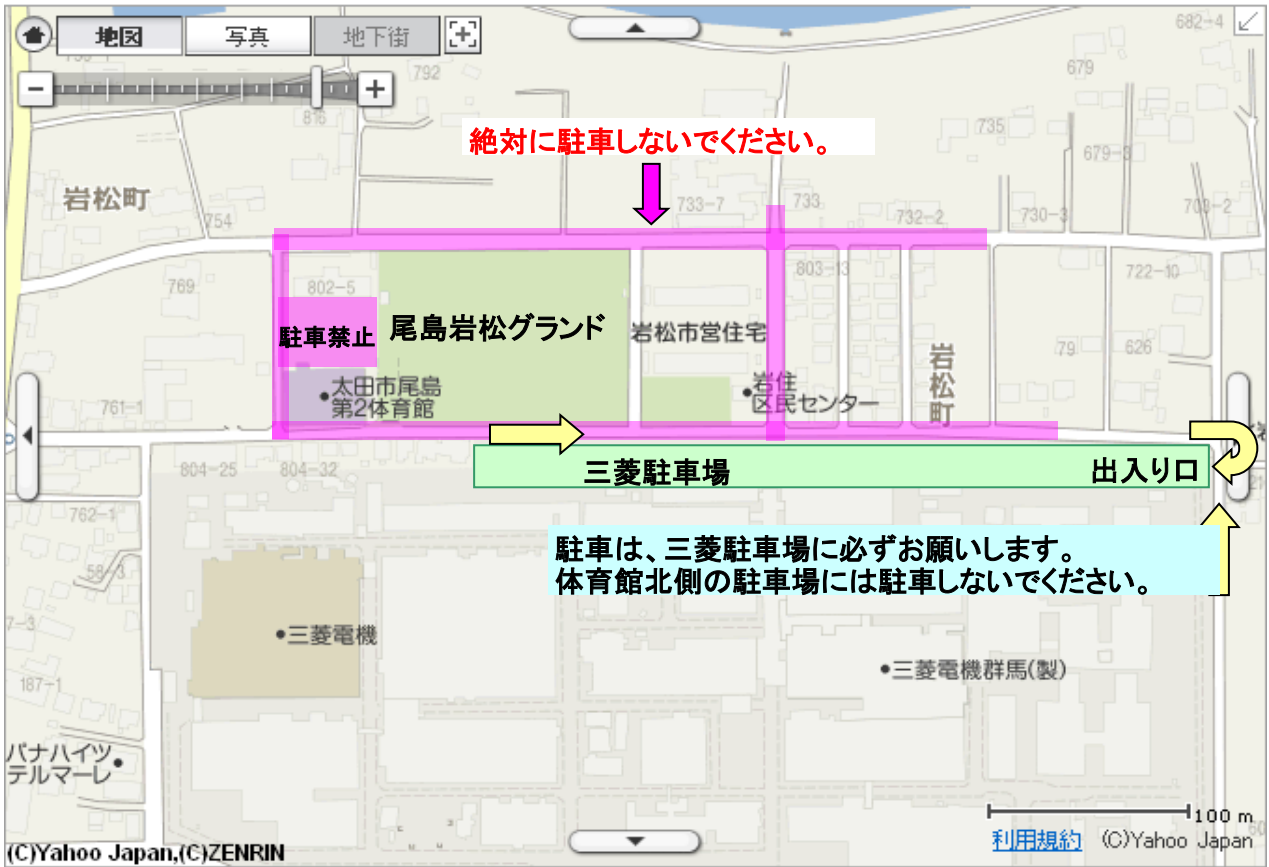 地図
写真
地下街
682-4
792
679
816
735
679-3
絶対に駐車しないでください。
岩松町
754
733-7
733
732-2
730-3
703-2
769
802-5
803-13
722-10
駐車禁止
尾島岩松グランド
岩松市営住宅
岩松町
79
626
太田市尾島
第2体育館
岩住
区民センター
761-1
804-25
804-32
三菱駐車場
出入り口
762-1
58-3
駐車は、三菱駐車場に必ずお願いします。
体育館北側の駐車場には駐車しないでください。
7-3
三菱電機
三菱電機群馬(製)
187-1
パナハイツ
テルマーレ
100 m
利用規約 (C)Yahoo Japan
(C)Yahoo Japan,(C)ZENRIN